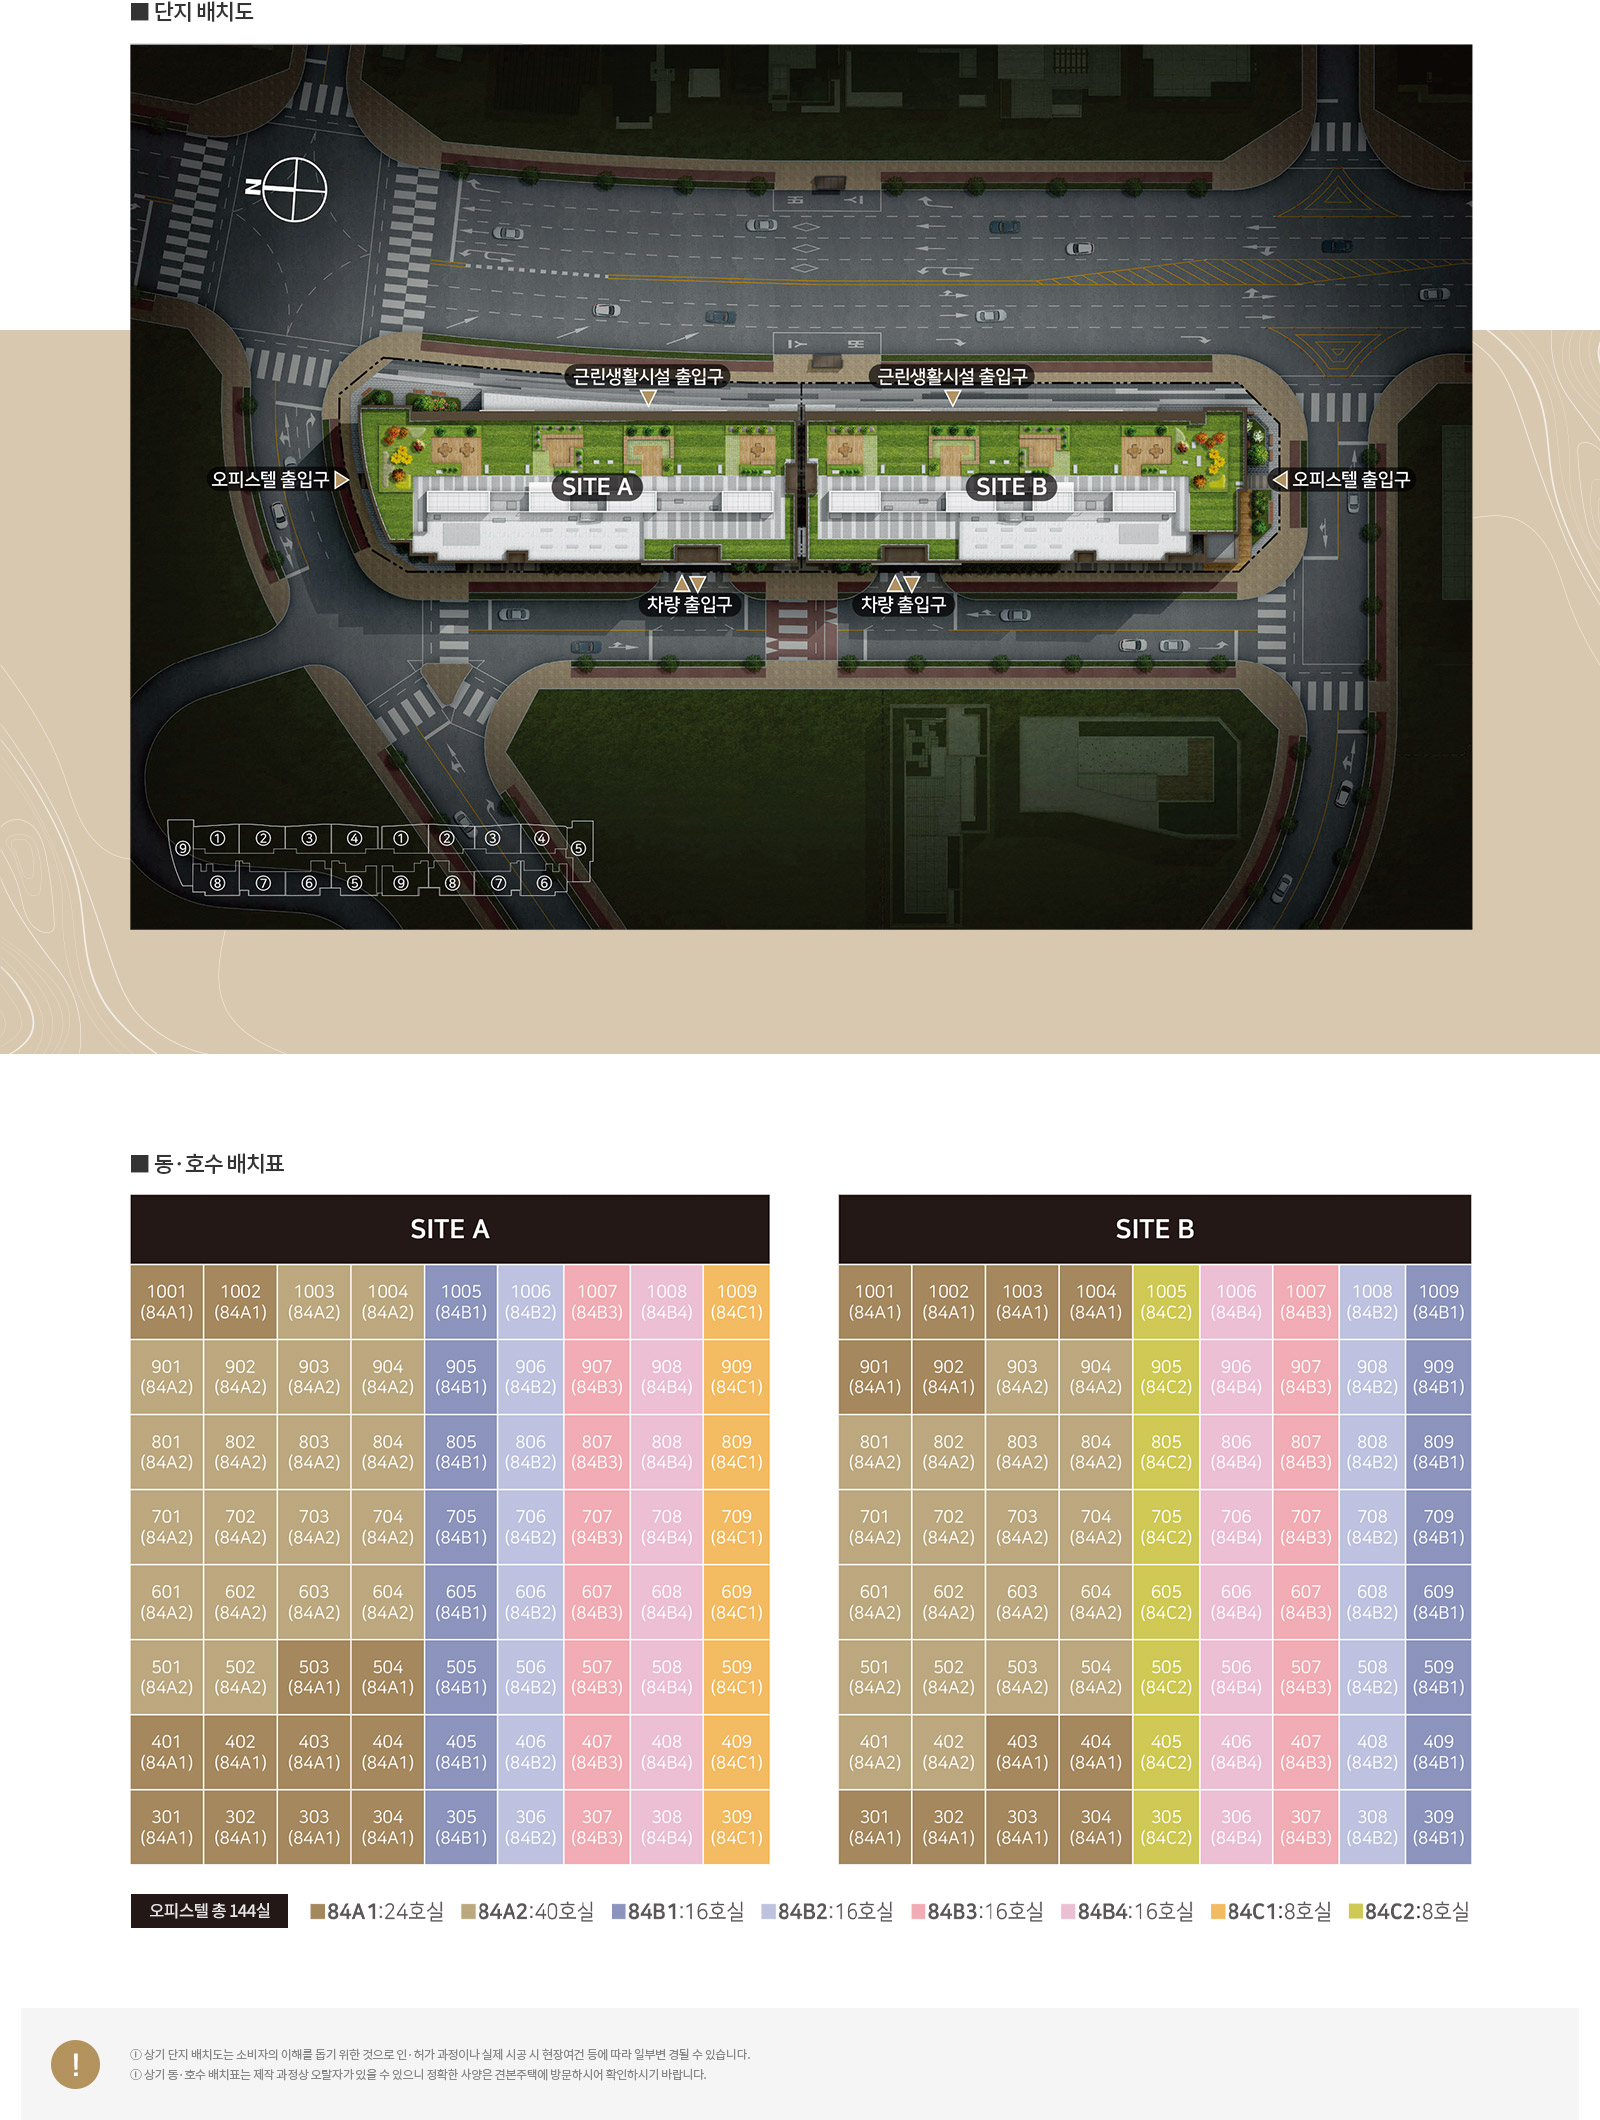 ■ 단지 배치도
N
근린생활시설 출입구 근린생활시설 출입구
오피스텔 출입구 SITE A SITE B 오피스텔 출입구
차량 출입구 차량 출입구
⑨ ① ② ③ ④ ① ② ③ ④ ⑤
⑧ ⑦ ⑥ ⑤ ⑨ ⑧ ⑦ ⑥
■ 동·호수 배치표
SITE A
1001 1002 1003 1004 1005 1006 1007 1008 1009
(84A1) (84A1) (84A2) (84A2) (84B1) (84B2) (84B3) (84B4) (84C1)
901 902 903 904 905 906 907 908 909
(84A2) (84A2) (84A2) (84A2) (84B1) (84B2) (84B3) (84B4) (84C1)
801 802 803 804 805 806 807 808 809
(84A2) (84A2) (84A2) (84A2) (84B1) (84B2) (84B3) (84B4) (84C1)
701 702 703 704 705 706 707 708 709
(84A2) (84A2) (84A2) (84A2) (84B1) (84B2) (84B3) (84B4) (84C1)
601 602 603 604 605 606 607 608 609
(84A2) (84A2) (84A2) (84A2) (84B1) (84B2) (84B3) (84B4) (84C1)
501 502 503 504 505 506 507 508 509
(84A2) (84A2) (84A1) (84A1) (84B1) (84B2) (84B3) (84B4) (84C1)
401 402 403 404 405 406 407 408 409
(84A1) (84A1) (84A1) (84A1) (84B1) (84B2) (84B3) (84B4) (84C1)
301 302 303 304 305 306 307 308 309
(84A1) (84A1) (84A1) (84A1) (84B1) (84B2) (84B3) (84B4) (84C1)
SITE B
1001 1002 1003 1004 1005 1006 1007 1008 1009
(84A1) (84A1) (84A1) (84A1) (84C2) (84B4) (84B3) (84B2) (84B1)
901 902 903 904 905 906 907 908 909
(84A1) (84A1) (84A2) (84A2) (84C2) (84B4) (84B3) (84B2) (84B1)
801 802 803 804 805 806 807 808 809
(84A2) (84A2) (84A2) (84A2) (84C2) (84B4) (84B3) (84B2) (84B1)
701 702 703 704 705 706 707 708 709
(84A2) (84A2) (84A2) (84A2) (84C2) (84B4) (84B3) (84B2) (84B1)
601 602 603 604 605 606 607 608 609
(84A2) (84A2) (84A2) (84A2) (84C2) (84B4) (84B3) (84B2) (84B1)
501 502 503 504 505 506 507 508 509
(84A2) (84A2) (84A2) (84A2) (84C2) (84B4) (84B3) (84B2) (84B1)
401 402 403 404 405 406 407 408 409
(84A2) (84A2) (84A1) (84A1) (84C2) (84B4) (84B3) (84B2) (84B1)
301 302 303 304 305 306 307 308 309
(84A1) (84A1) (84A1) (84A1) (84C2) (84B4) (84B3) (84B2) (84B1)
오피스텔 총 144실 ■84A1:24호실 ■84A2:40호실 ■84B1:16호실 ■84B2:16호실 ■84B3:16호실 ■84B4:16호실 ■84C1:8호실 ■84C2:8호실
!
① 상기 단지 배치도는 소비자의 이해를 돕기 위한 것으로 인·허가 과정이나 실제 시공 시 현장여건 등에 따라 일부변 경될 수 있습니다.
① 상기 동·호수 배치표는 제작 과정상 오탈자가 있을 수 있으니 정확한 사양은 견본주택에 방문하시어 확인하시기 바랍니다.